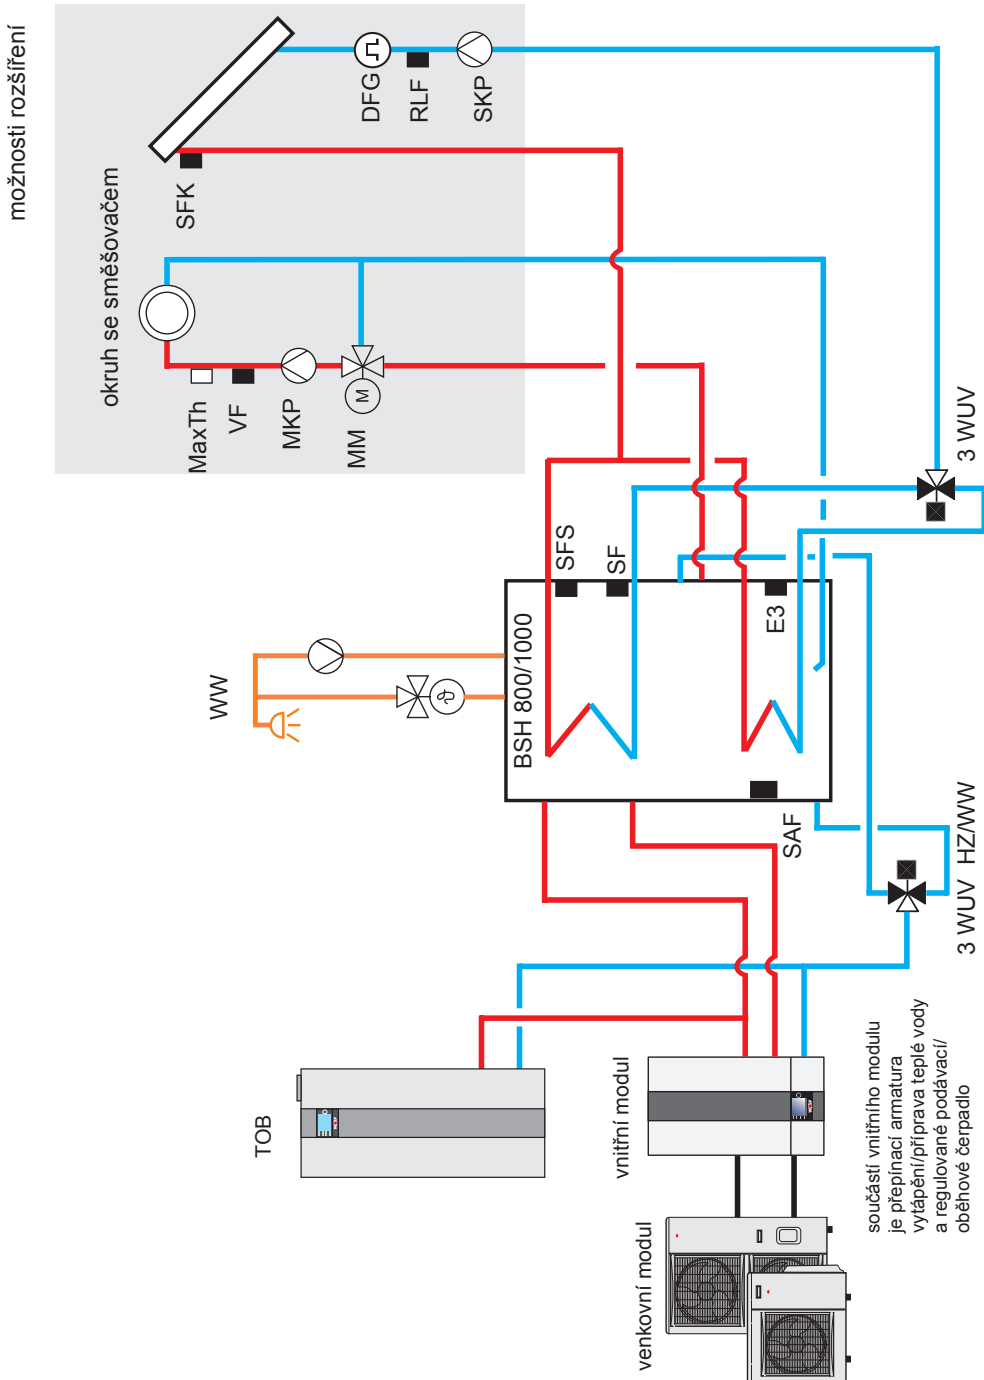 možnosti rozšíření
okruh se směšovačem
SFK
DFG
RLF
SKP
MaxTh
VF
MKP
MM
M
3 WUV
WW
BSH 800/1000
SFS
SF
E3
SAF
3 WUV HZ/WW
TOB
vnitřní modul
venkovní modul
součástí vnitřního modulu
je přepínací armatura
vytápění/příprava teplé vody
a regulované podávací/
oběhové čerpadlo